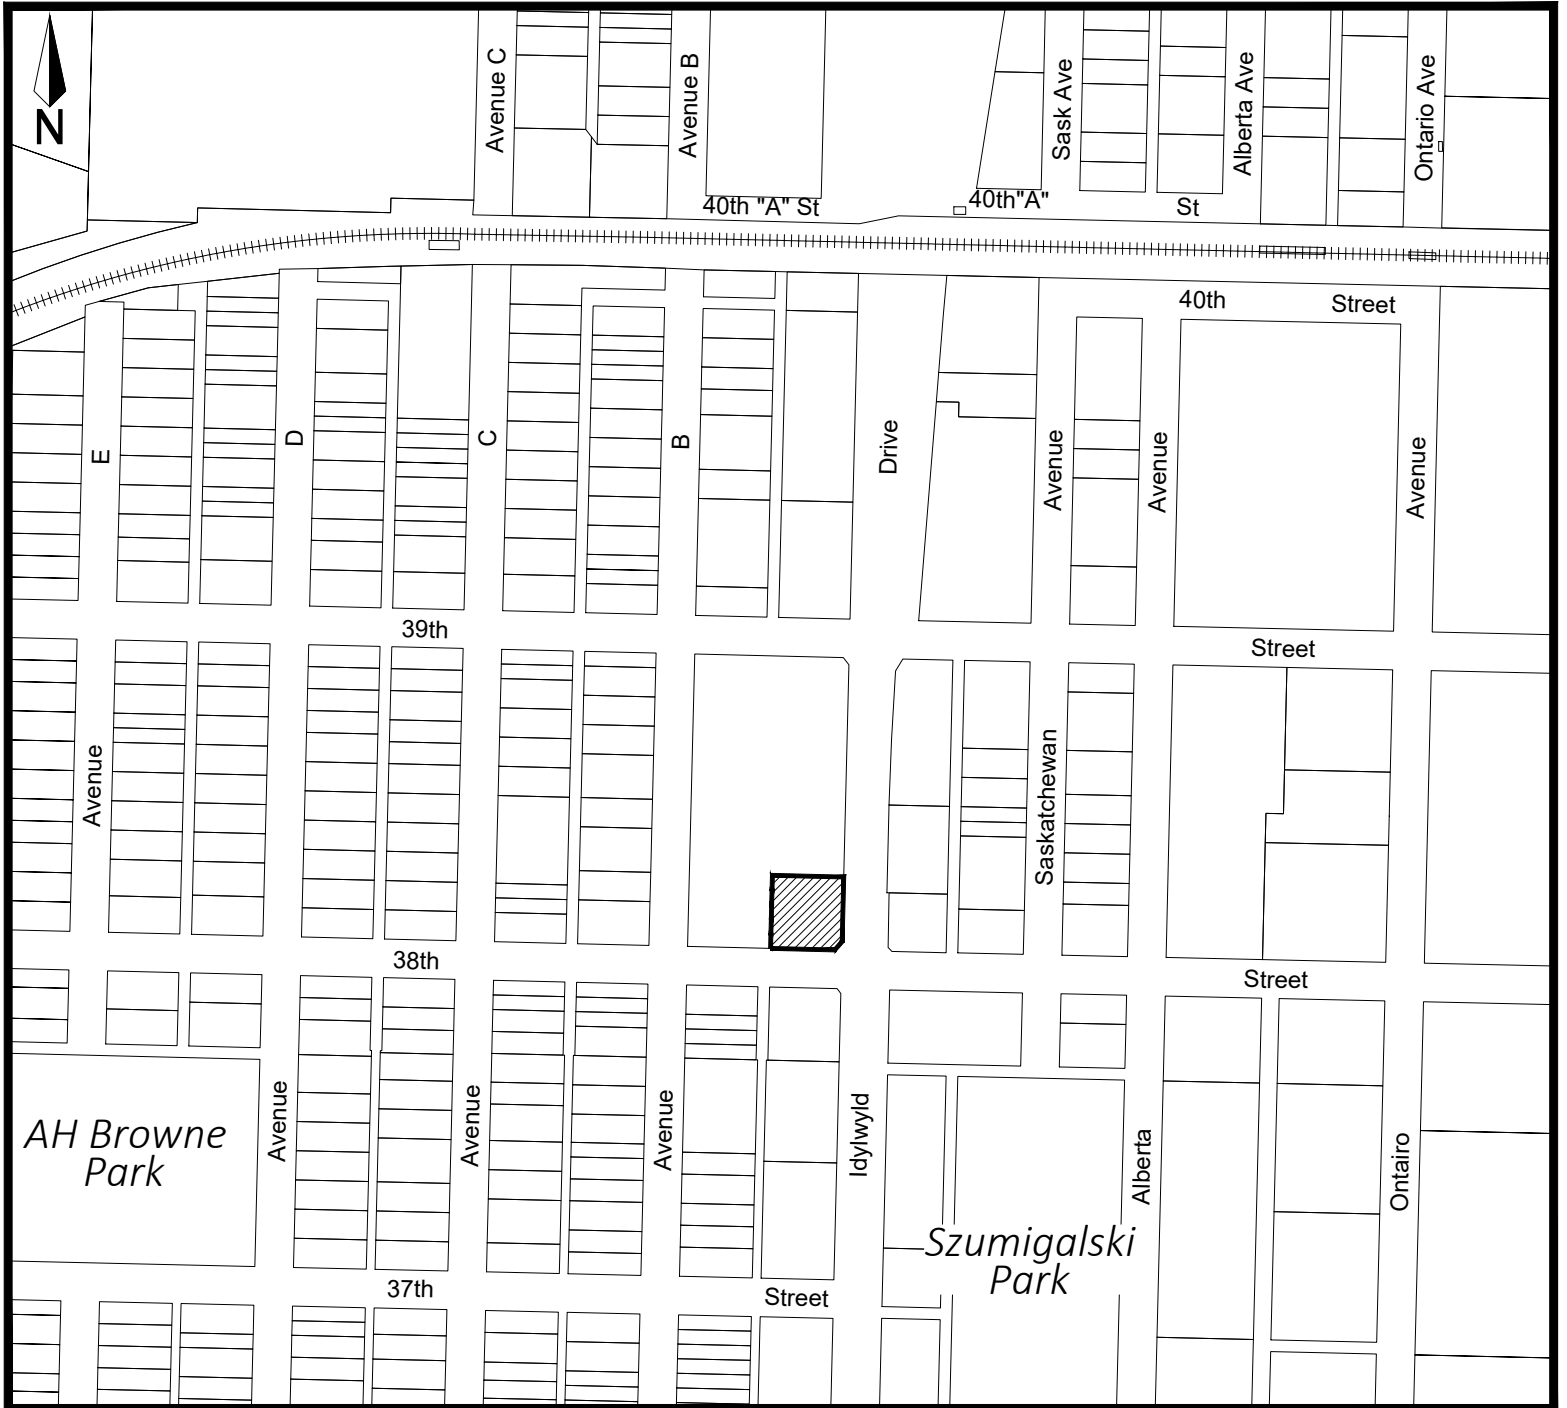 N
Avenue C
Avenue B
Sask Ave
Alberta Ave
Ontario Ave
40th "A" St
40th"A"
St
40th
Street
E
D
C
B
Drive
Avenue
Avenue
Avenue
39th
Street
Avenue
Saskatchewan
38th
Street
AH Browne
Park
Avenue
Avenue
Avenue
Idylwyld
Alberta
Ontairo
Szumigalski
Park
37th
Street